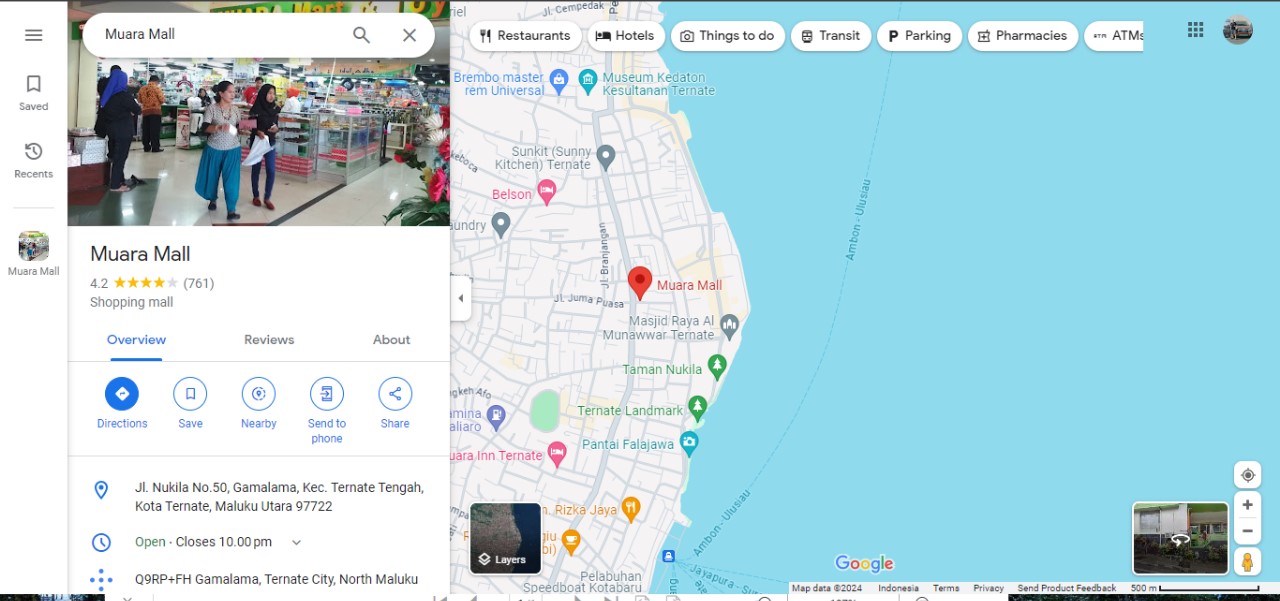 Muara Mall
Saved
Recents
Muara Mall
Muara Mall
4.2
(761)
Shopping mall
Overview
Reviews
About
Directions
Save
Nearby
Send to
phone
Share
Jl. Nukila No.50, Gamalama, Kec. Ternate Tengah,
Kota Ternate, Maluku Utara 97722
Open · Closes 10.00 pm
Q9RP+FH Gamalama, Ternate City, North Maluku
Jl. Cempedak
Restaurants
Hotels
Things to do
Transit
Parking
Pharmacies
ATMs
Brembo master
rem Universal
Museum Kedaton
Kesultanan Ternate
Sunkit (Sunny
Kitchen) Ternate
Belson
undry
Jl. Branjangan
Ambon - Ulusiau
Muara Mall
Jl. Juma Puasa
Masjid Raya Al
Munawwar Ternate
Taman Nukila
Ternate Landmark
Pantai Falajawa
uara Inn Ternate
Rizka Jaya
Ambon - Ulusiau
Layers
Pelabuhan
Speedboat Kotabaru
Jayapura - S
Google
Map data ©2024
Indonesia
Terms
Privacy
Send Product Feedback
500 m